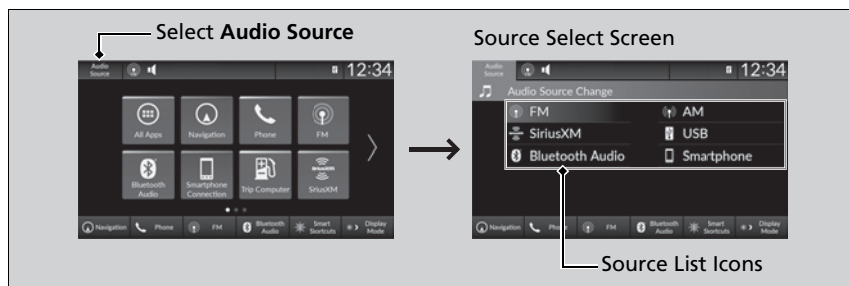 Select Audio Source
Audio
Source
12:34
All Apps
Navigation
Phone
FM
Bluetooth
Audio
Smartphone
Connection
Trip Computer
SiriusXM
SriusXM
Navigation
Phone
FM
Bluetooth
Audio
Smart
Shortcuts
Display
Mode
Source Select Screen
Audio
Source
12:34
Audio Source Change
FM
AM
SiriusXM
USB
Bluetooth Audio
Smartphone
Navigation
Phone
FM
Bluetooth
Audio
Smart
Shortcuts
Display
Mode
Source List Icons